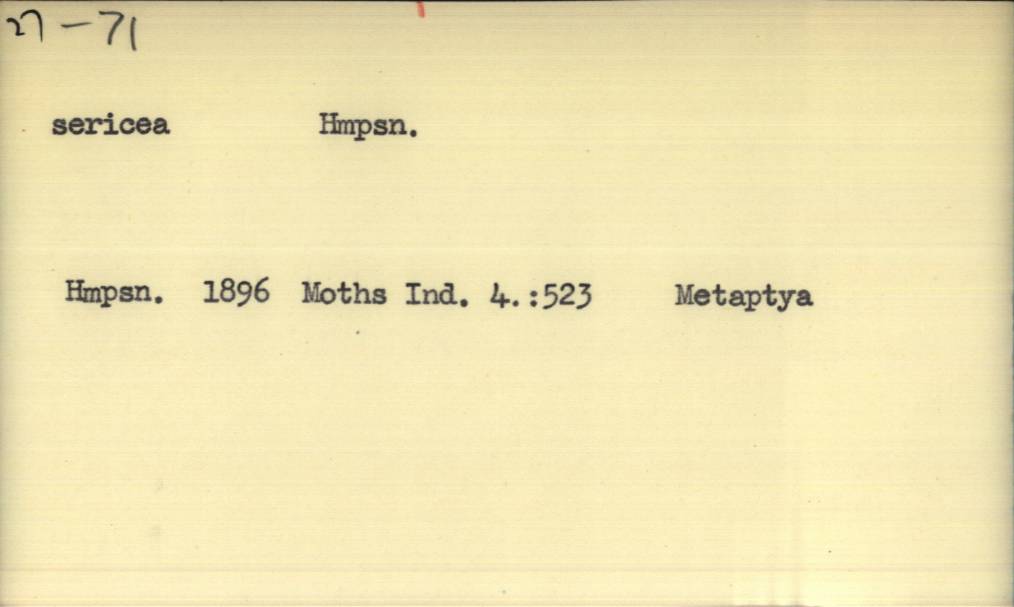 27-71
sericea Hmpsn.
Hmpsn. 1896 Moths Ind. 4.:523 Metaptya